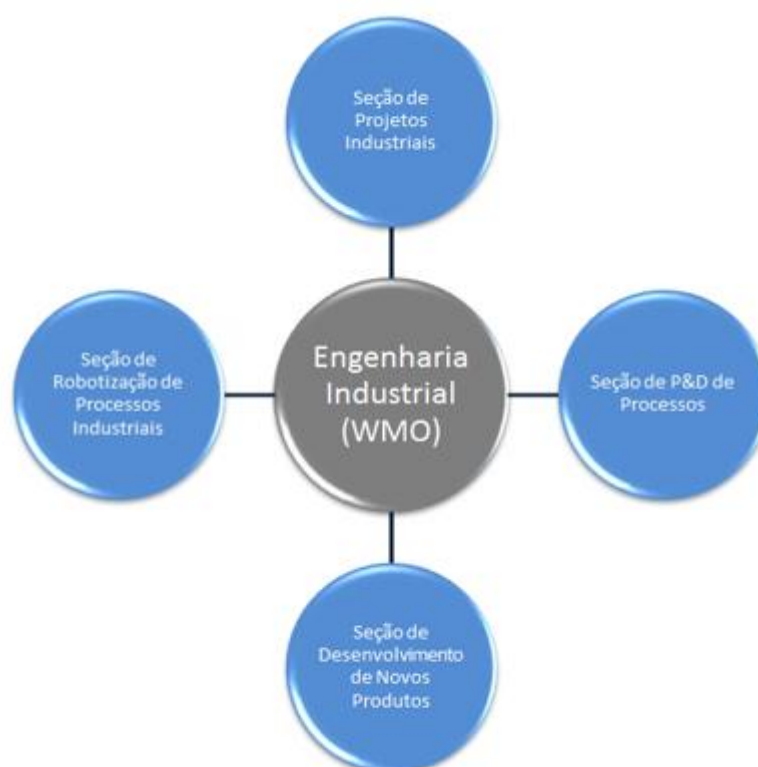 Seção de
Projetos
Industriais
Seção de
Robotização de
Processos
Industriais
Engenharia
Industrial
(WMO)
Seção de P&D de
Processos
Seção de
Desenvolvimento
de Novos
Produtos